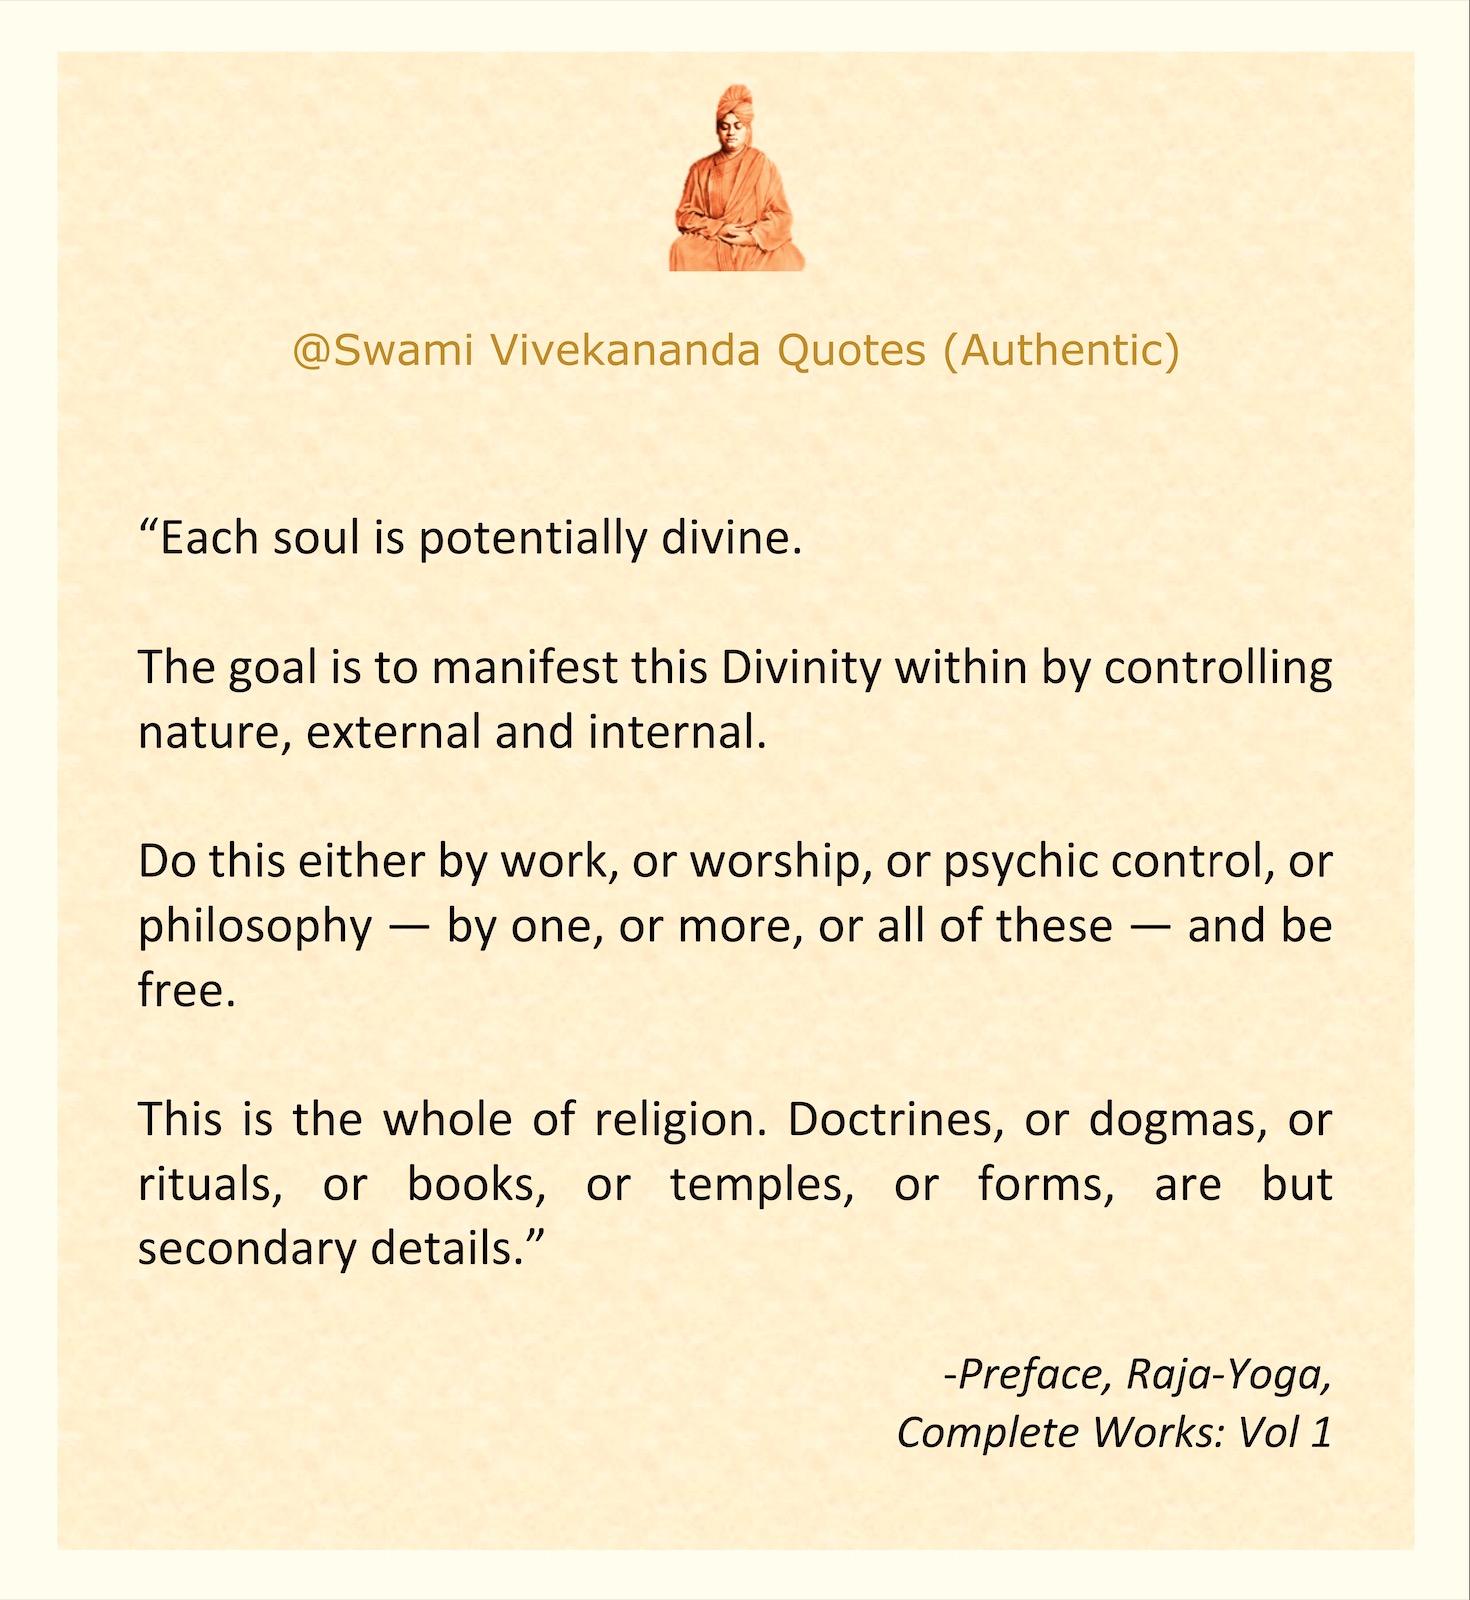 @Swami Vivekananda Quotes (Authentic)
“Each soul is potentially divine.
The goal is to manifest this Divinity within by controlling
nature, external and internal.
Do this either by work, or worship, or psychic control, or
philosophy — by one, or more, or all of these — and be
free.
This is the whole of religion. Doctrines, or dogmas, or
rituals, or books, or temples, or forms, are but
secondary details.”
-Preface, Raja-Yoga,
Complete Works: Vol 1